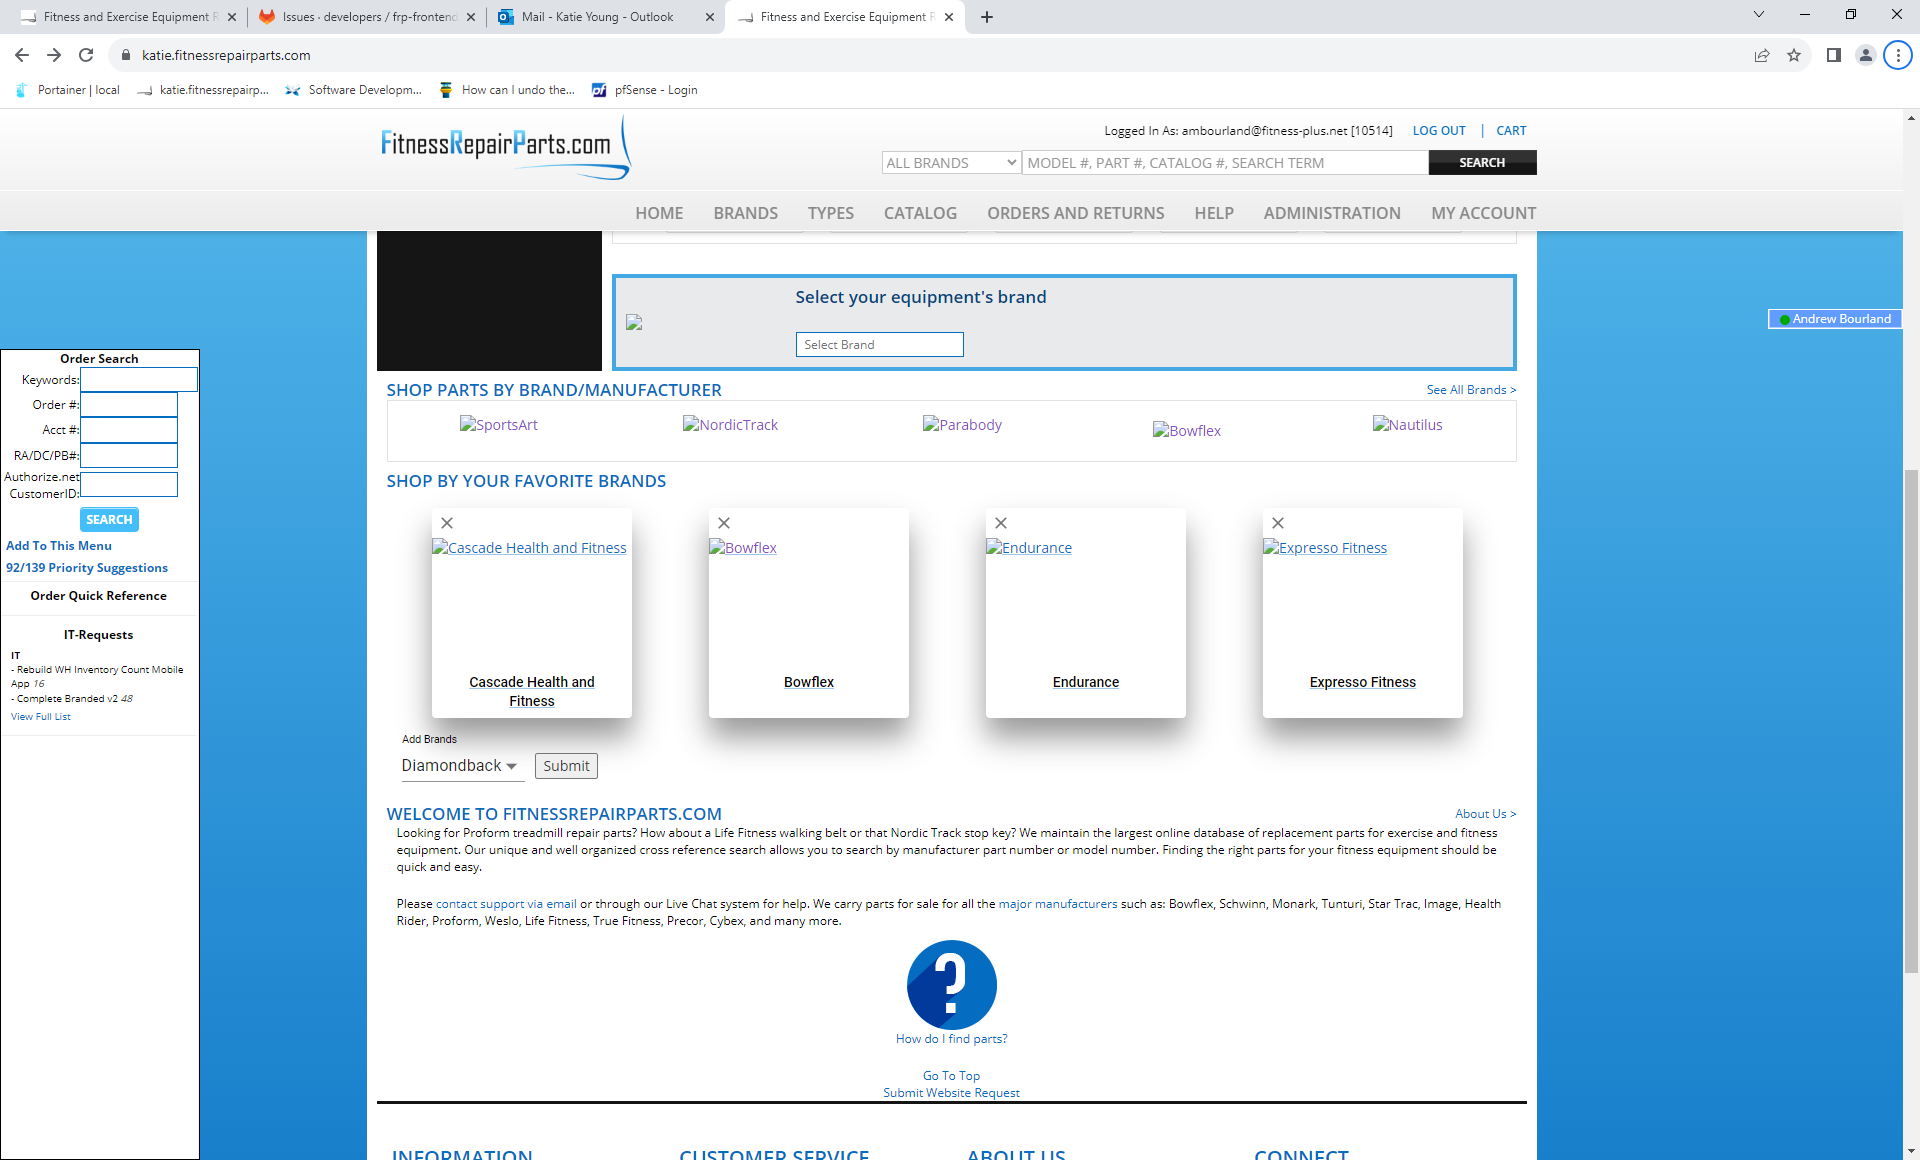 Fitness and Exercise Equipment R
Issues · developers / frp-frontend
Mail - Katie Young - Outlook
Fitness and Exercise Equipment R
katie.fitnessrepairparts.com
Portainer | local
katie.fitnessrepairp...
Software Developm...
How can I undo the...
pfSense - Login
FitnessRepairParts.com
Logged In As: ambourland@fitness-plus.net [10514]
LOG OUT | CART
ALL BRANDS
MODEL #, PART #, CATALOG #, SEARCH TERM
SEARCH
HOME
BRANDS
TYPES
CATALOG
ORDERS AND RETURNS
HELP
ADMINISTRATION
MY ACCOUNT
Select your equipment's brand
Select Brand
Andrew Bourland
Order Search
Keywords:
Order #:
Acct #:
RA/DC/PB#:
Authorize.net
CustomerID:
SEARCH
Add To This Menu
92/139 Priority Suggestions
Order Quick Reference
IT-Requests
IT
- Rebuild WH Inventory Count Mobile
App 16
- Complete Branded v2 48
View Full List
SHOP PARTS BY BRAND/MANUFACTURER
See All Brands >
SportsArt
NordicTrack
Parabody
Bowflex
Nautilus
SHOP BY YOUR FAVORITE BRANDS
Cascade Health and Fitness
Bowflex
Endurance
Expresso Fitness
Cascade Health and
Fitness
Bowflex
Endurance
Expresso Fitness
Add Brands
Diamondback
Submit
WELCOME TO FITNESSREPAIRPARTS.COM
About Us >
Looking for Proform treadmill repair parts? How about a Life Fitness walking belt or that Nordic Track stop key? We maintain the largest online database of replacement parts for exercise and fitness
equipment. Our unique and well organized cross reference search allows you to search by manufacturer part number or model number. Finding the right parts for your fitness equipment should be
quick and easy.
Please contact support via email or through our Live Chat system for help. We carry parts for sale for all the major manufacturers such as: Bowflex, Schwinn, Monark, Tunturi, Star Trac, Image, Health
Rider, Proform, Weslo, Life Fitness, True Fitness, Precor, Cybex, and many more.
?
How do I find parts?
Go To Top
Submit Website Request
INFORMATION
CUSTOMER SERVICE
ABOUT US
CONNECT